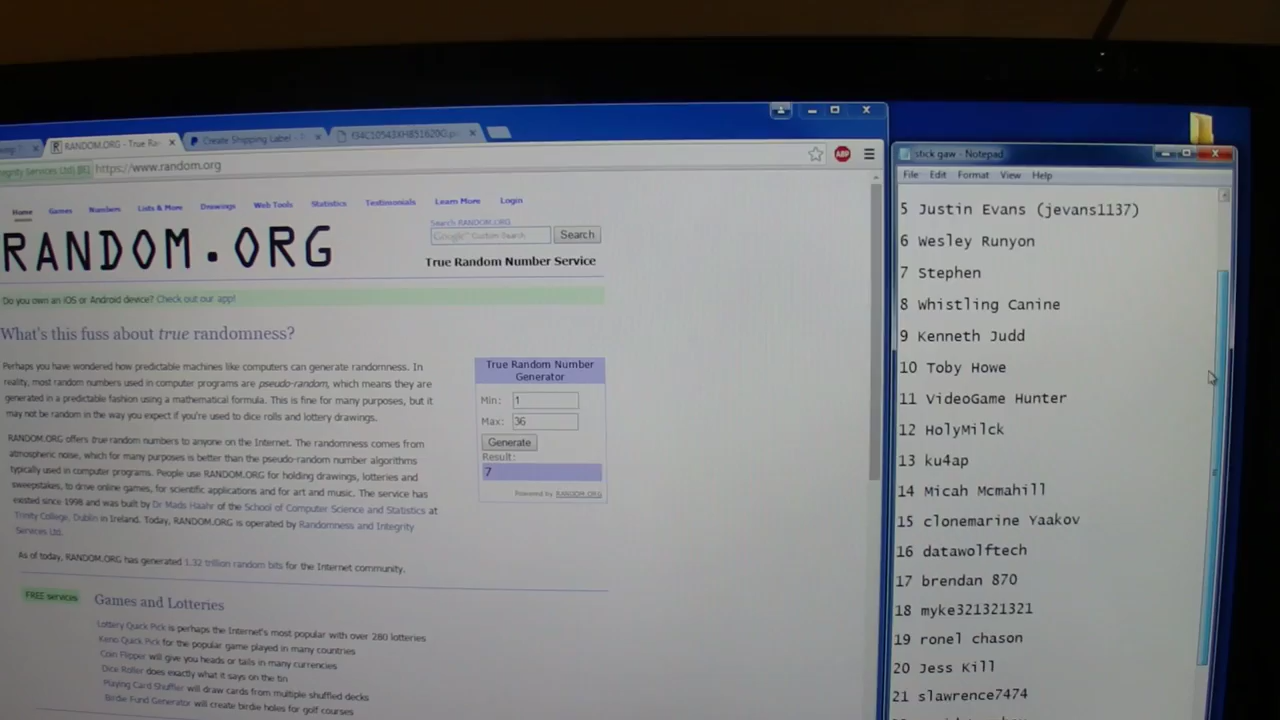 RANDOM.ORG - True Ra
Create Shipping Label -
https://www.random.org
Home Games Numbers Lists & More Drawings Web Tools Statistics Testimonials Learn More Login
Search RANDOM.ORG
Google Custom Search
Search
RANDOM.ORG
True Random Number Service
Do you own an iOS or Android device? Check out our app!
What's this fuss about true randomness?
Perhaps you have wondered how predictable machines like computers can generate randomness. In
reality, most random numbers used in computer programs are pseudo-random, which means they are
generated in a predictable fashion using a mathematical formula. This is fine for many purposes, but it
may not be random in the way you expect if you're used to dice rolls and lottery drawings.
RANDOM.ORG offers true random numbers to anyone on the Internet. The randomness comes from
atmospheric noise, which for many purposes is better than the pseudo-random number algorithms
typically used in computer programs. People use RANDOM.ORG for holding drawings, lotteries and
sweepstakes, to drive online games, for scientific applications and for art and music. The service has
existed since 1998 and was built by Dr Mads Haahr of the School of Computer Science and Statistics at
Trinity College, Dublin in Ireland. Today, RANDOM.ORG is operated by Randomness and Integrity
Services Ltd.
As of today, RANDOM.ORG has generated 1.32 trillion random bits for the Internet community.
True Random Number
Generator
Min: 1
Max: 36
Generate
Result:
7
Powered by RANDOM.ORG
FREE services
Games and Lotteries
Lottery Quick Pick is perhaps the Internet's most popular with over 280 lotteries
Keno Quick Pick for the popular game played in many countries
Coin Flipper will give you heads or tails in many currencies
Dice Roller does exactly what it says on the tin
Playing Card Shuffler will draw cards from multiple shuffled decks
Birdie Fund Generator will create birdie holes for golf courses
ABP
stick gaw - Notepad
File Edit Format View Help
5 Justin Evans (jevans1137)
6 Wesley Runyon
7 Stephen
8 Whistling Canine
9 Kenneth Judd
10 Toby Howe
11 VideoGame Hunter
12 HolyMilck
13 ku4ap
14 Micah Mcmahill
15 clonemarine Yaakov
16 datawolftech
17 brendan 870
18 myke321321321
19 ronel chason
20 Jess Kill
21 slawrence7474